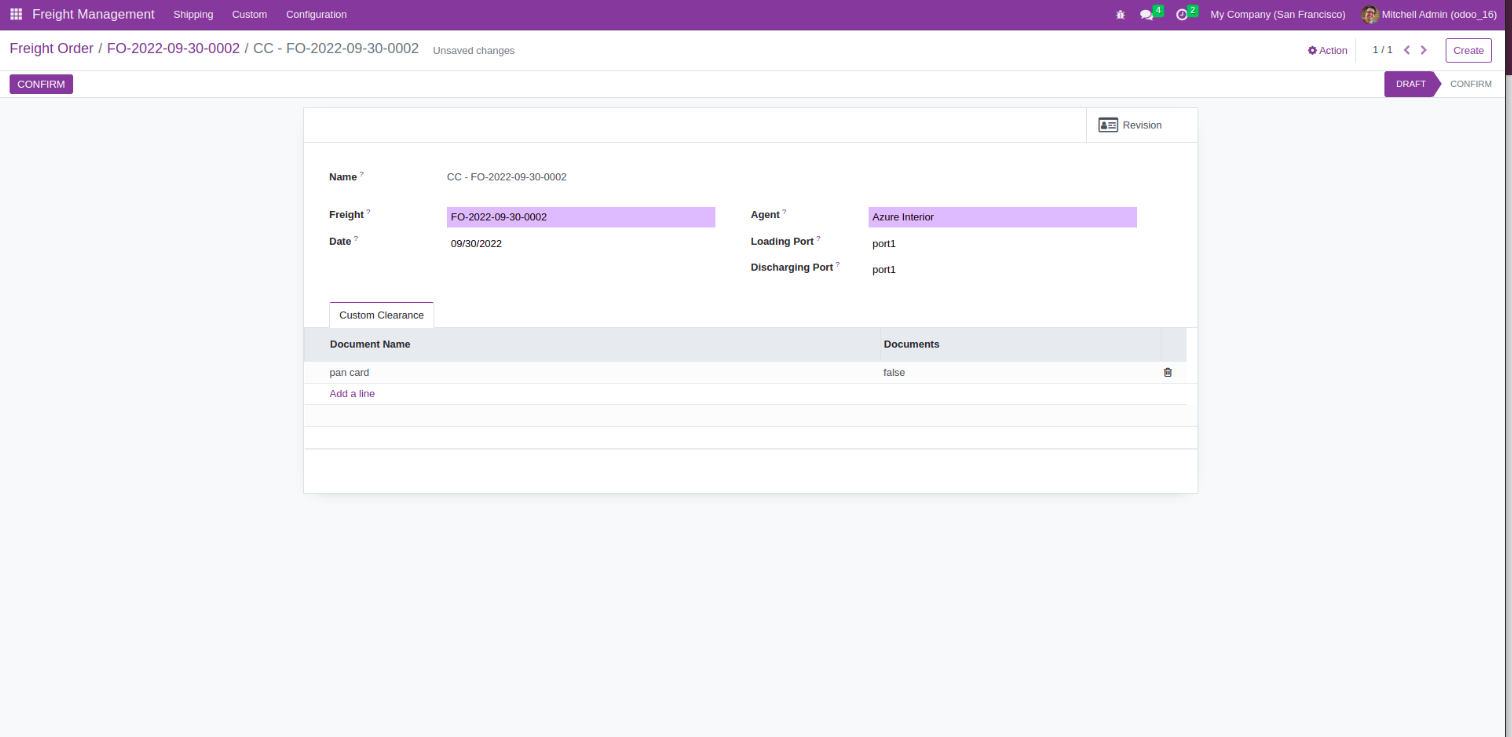 Freight Management Shipping Custom Configuration 4 2 My Company (San Francisco) Mitchell Admin (odoo_16)
Freight Order / FO-2022-09-30-0002 / CC - FO-2022-09-30-0002 Unsaved changes Action 1 / 1 Create
CONFIRM DRAFT CONFIRM
Revision
Name ? CC - FO-2022-09-30-0002
Freight ? FO-2022-09-30-0002 Agent ? Azure Interior
Date ? 09/30/2022 Loading Port ? port1
Discharging Port ? port1
Custom Clearance
Document Name Documents
pan card false
Add a line